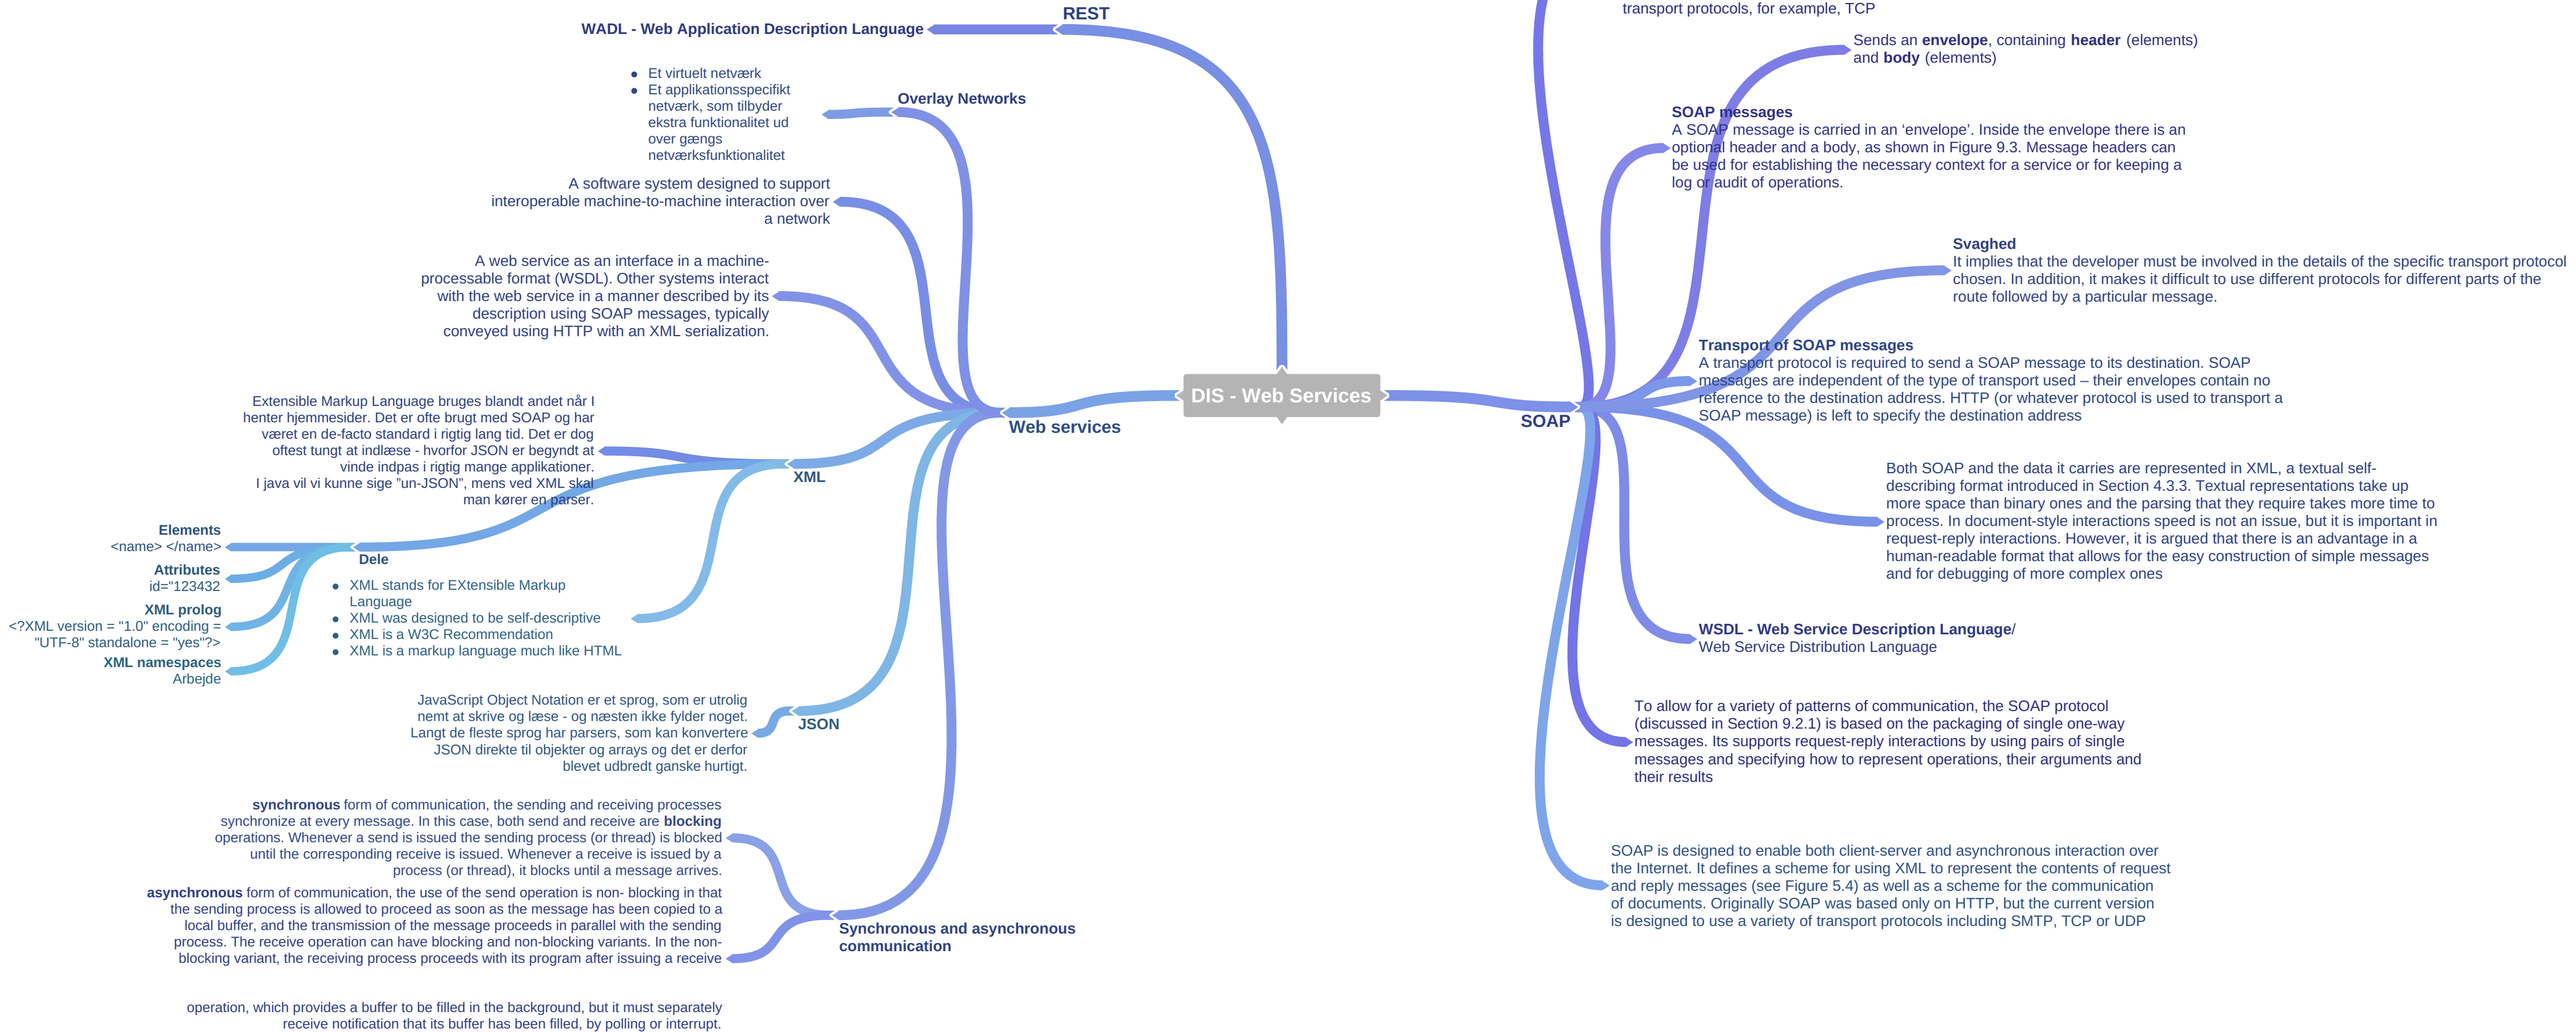 REST
WADL - Web Application Description Language
Overlay Networks
Et virtuelt netværk
Et applikationsspecifikt
netværk, som tilbyder
ekstra funktionalitet ud
over gængs
netværksfunktionalitet
A software system designed to support
interoperable machine-to-machine interaction over
a network
A web service as an interface in a machine-
processable format (WSDL). Other systems interact
with the web service in a manner described by its
description using SOAP messages, typically
conveyed using HTTP with an XML serialization.
Web services
Extensible Markup Language bruges blandt andet når I
henter hjemmesider. Det er ofte brugt med SOAP og har
været en de-facto standard i rigtig lang tid. Det er dog
oftest tungt at indlæse - hvorfor JSON er begyndt at
vinde indpas i rigtig mange applikationer.
I java vil vi kunne sige ”un-JSON”, mens ved XML skal
man kører en parser.
XML
Elements
<name> </name>
Attributes
id="123432
XML prolog
<?XML version = "1.0" encoding =
"UTF-8" standalone = "yes"?>
XML namespaces
Arbejde
Dele
XML stands for EXtensible Markup
Language
XML was designed to be self-descriptive
XML is a W3C Recommendation
XML is a markup language much like HTML
JavaScript Object Notation er et sprog, som er utrolig
nemt at skrive og læse - og næsten ikke fylder noget.
Langt de fleste sprog har parsers, som kan konvertere
JSON direkte til objekter og arrays og det er derfor
blevet udbredt ganske hurtigt.
JSON
synchronous form of communication, the sending and receiving processes
synchronize at every message. In this case, both send and receive are blocking
operations. Whenever a send is issued the sending process (or thread) is blocked
until the corresponding receive is issued. Whenever a receive is issued by a
process (or thread), it blocks until a message arrives.
asynchronous form of communication, the use of the send operation is non- blocking in that
the sending process is allowed to proceed as soon as the message has been copied to a
local buffer, and the transmission of the message proceeds in parallel with the sending
process. The receive operation can have blocking and non-blocking variants. In the non-
blocking variant, the receiving process proceeds with its program after issuing a receive
operation, which provides a buffer to be filled in the background, but it must separately
receive notification that its buffer has been filled, by polling or interrupt.
Synchronous and asynchronous
communication
DIS - Web Services
SOAP
transport protocols, for example, TCP
Sends an envelope, containing header (elements)
and body (elements)
SOAP messages
A SOAP message is carried in an ‘envelope’. Inside the envelope there is an
optional header and a body, as shown in Figure 9.3. Message headers can
be used for establishing the necessary context for a service or for keeping a
log or audit of operations.
Svaghed
It implies that the developer must be involved in the details of the specific transport protocol
chosen. In addition, it makes it difficult to use different protocols for different parts of the
route followed by a particular message.
Transport of SOAP messages
A transport protocol is required to send a SOAP message to its destination. SOAP
messages are independent of the type of transport used – their envelopes contain no
reference to the destination address. HTTP (or whatever protocol is used to transport a
SOAP message) is left to specify the destination address
Both SOAP and the data it carries are represented in XML, a textual self-
describing format introduced in Section 4.3.3. Textual representations take up
more space than binary ones and the parsing that they require takes more time to
process. In document-style interactions speed is not an issue, but it is important in
request-reply interactions. However, it is argued that there is an advantage in a
human-readable format that allows for the easy construction of simple messages
and for debugging of more complex ones
WSDL - Web Service Description Language/
Web Service Distribution Language
To allow for a variety of patterns of communication, the SOAP protocol
(discussed in Section 9.2.1) is based on the packaging of single one-way
messages. Its supports request-reply interactions by using pairs of single
messages and specifying how to represent operations, their arguments and
their results
SOAP is designed to enable both client-server and asynchronous interaction over
the Internet. It defines a scheme for using XML to represent the contents of request
and reply messages (see Figure 5.4) as well as a scheme for the communication
of documents. Originally SOAP was based only on HTTP, but the current version
is designed to use a variety of transport protocols including SMTP, TCP or UDP